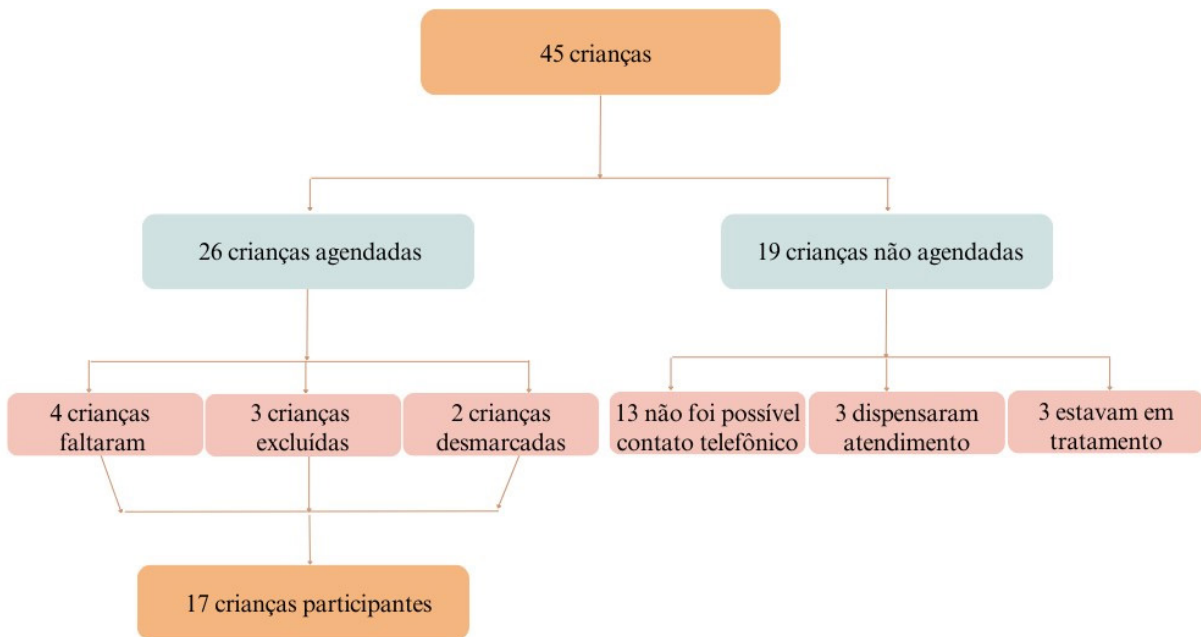 45 crianças
26 crianças agendadas
19 crianças não agendadas
4 crianças
faltaram
3 crianças
excluídas
2 crianças
desmarcadas
13 não foi possível
contato telefônico
3 dispensaram
atendimento
3 estavam em
tratamento
17 crianças participantes